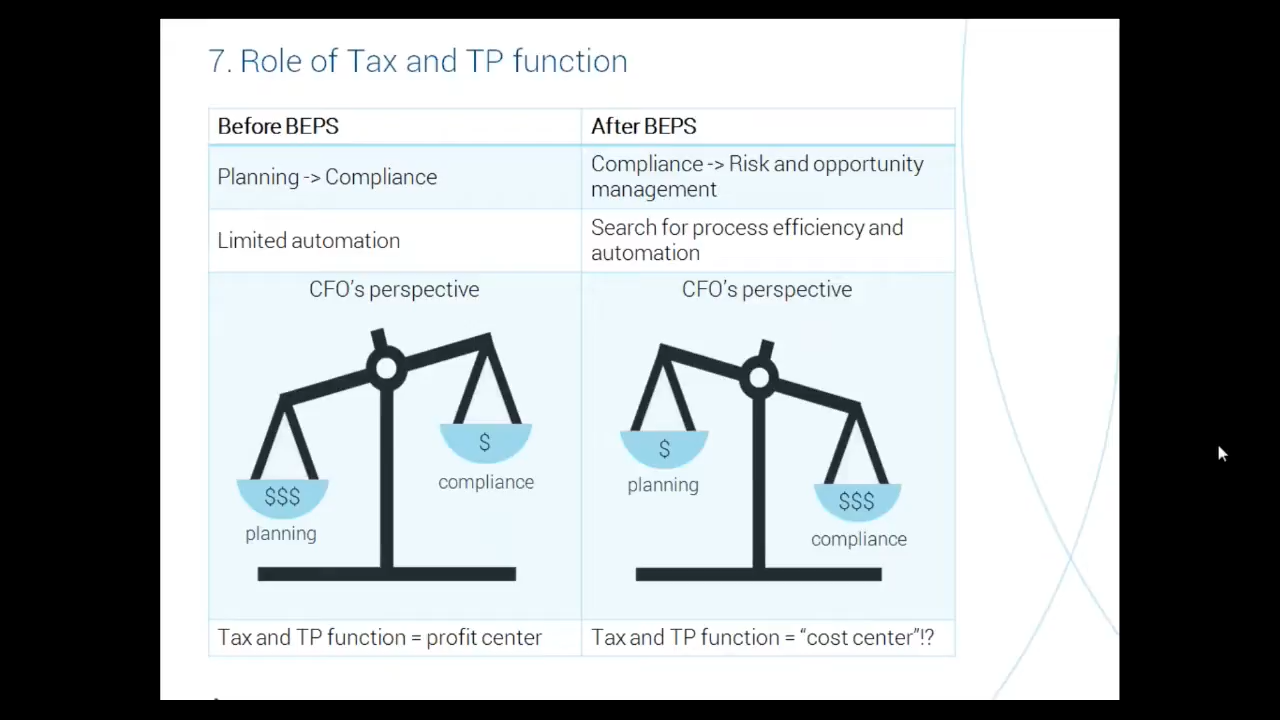 7. Role of Tax and TP function
Before BEPS
After BEPS
Planning -> Compliance
Compliance -> Risk and opportunity
management
Limited automation
Search for process efficiency and
automation
CFO's perspective
$$$
planning
$
compliance
CFO's perspective
$
planning
$$$
compliance
Tax and TP function = profit center
Tax and TP function = “cost center”!?